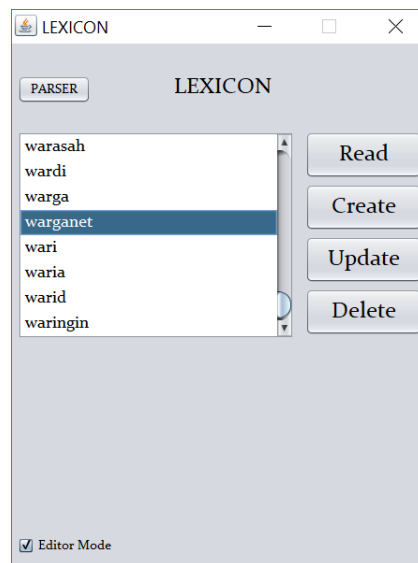 LEXICON
PARSER
LEXICON
warasah
wardi
warga
warganet
wari
waria
warid
waringin
Read
Create
Update
Delete
Editor Mode